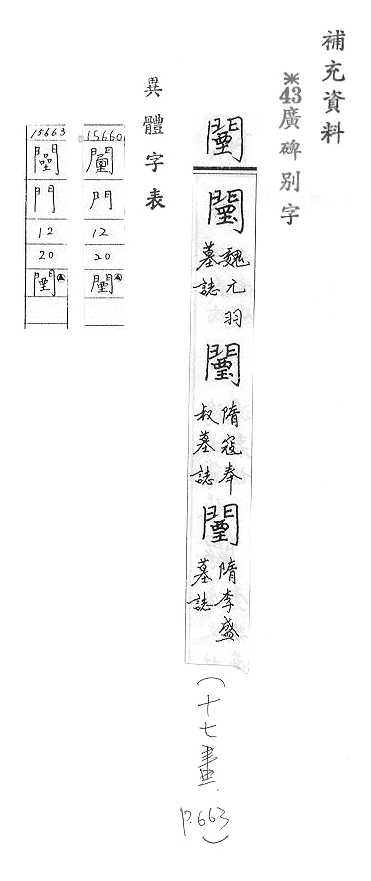 補充資料
※43廣碑別字
闉
闉
魏元羽
墓誌
闉
隋寇奉
叔墓誌
闉
隋李盛
墓誌
(十七畫
p.663)
異體字表
15660
門
12
20
闉
15663
門
12
20
闉